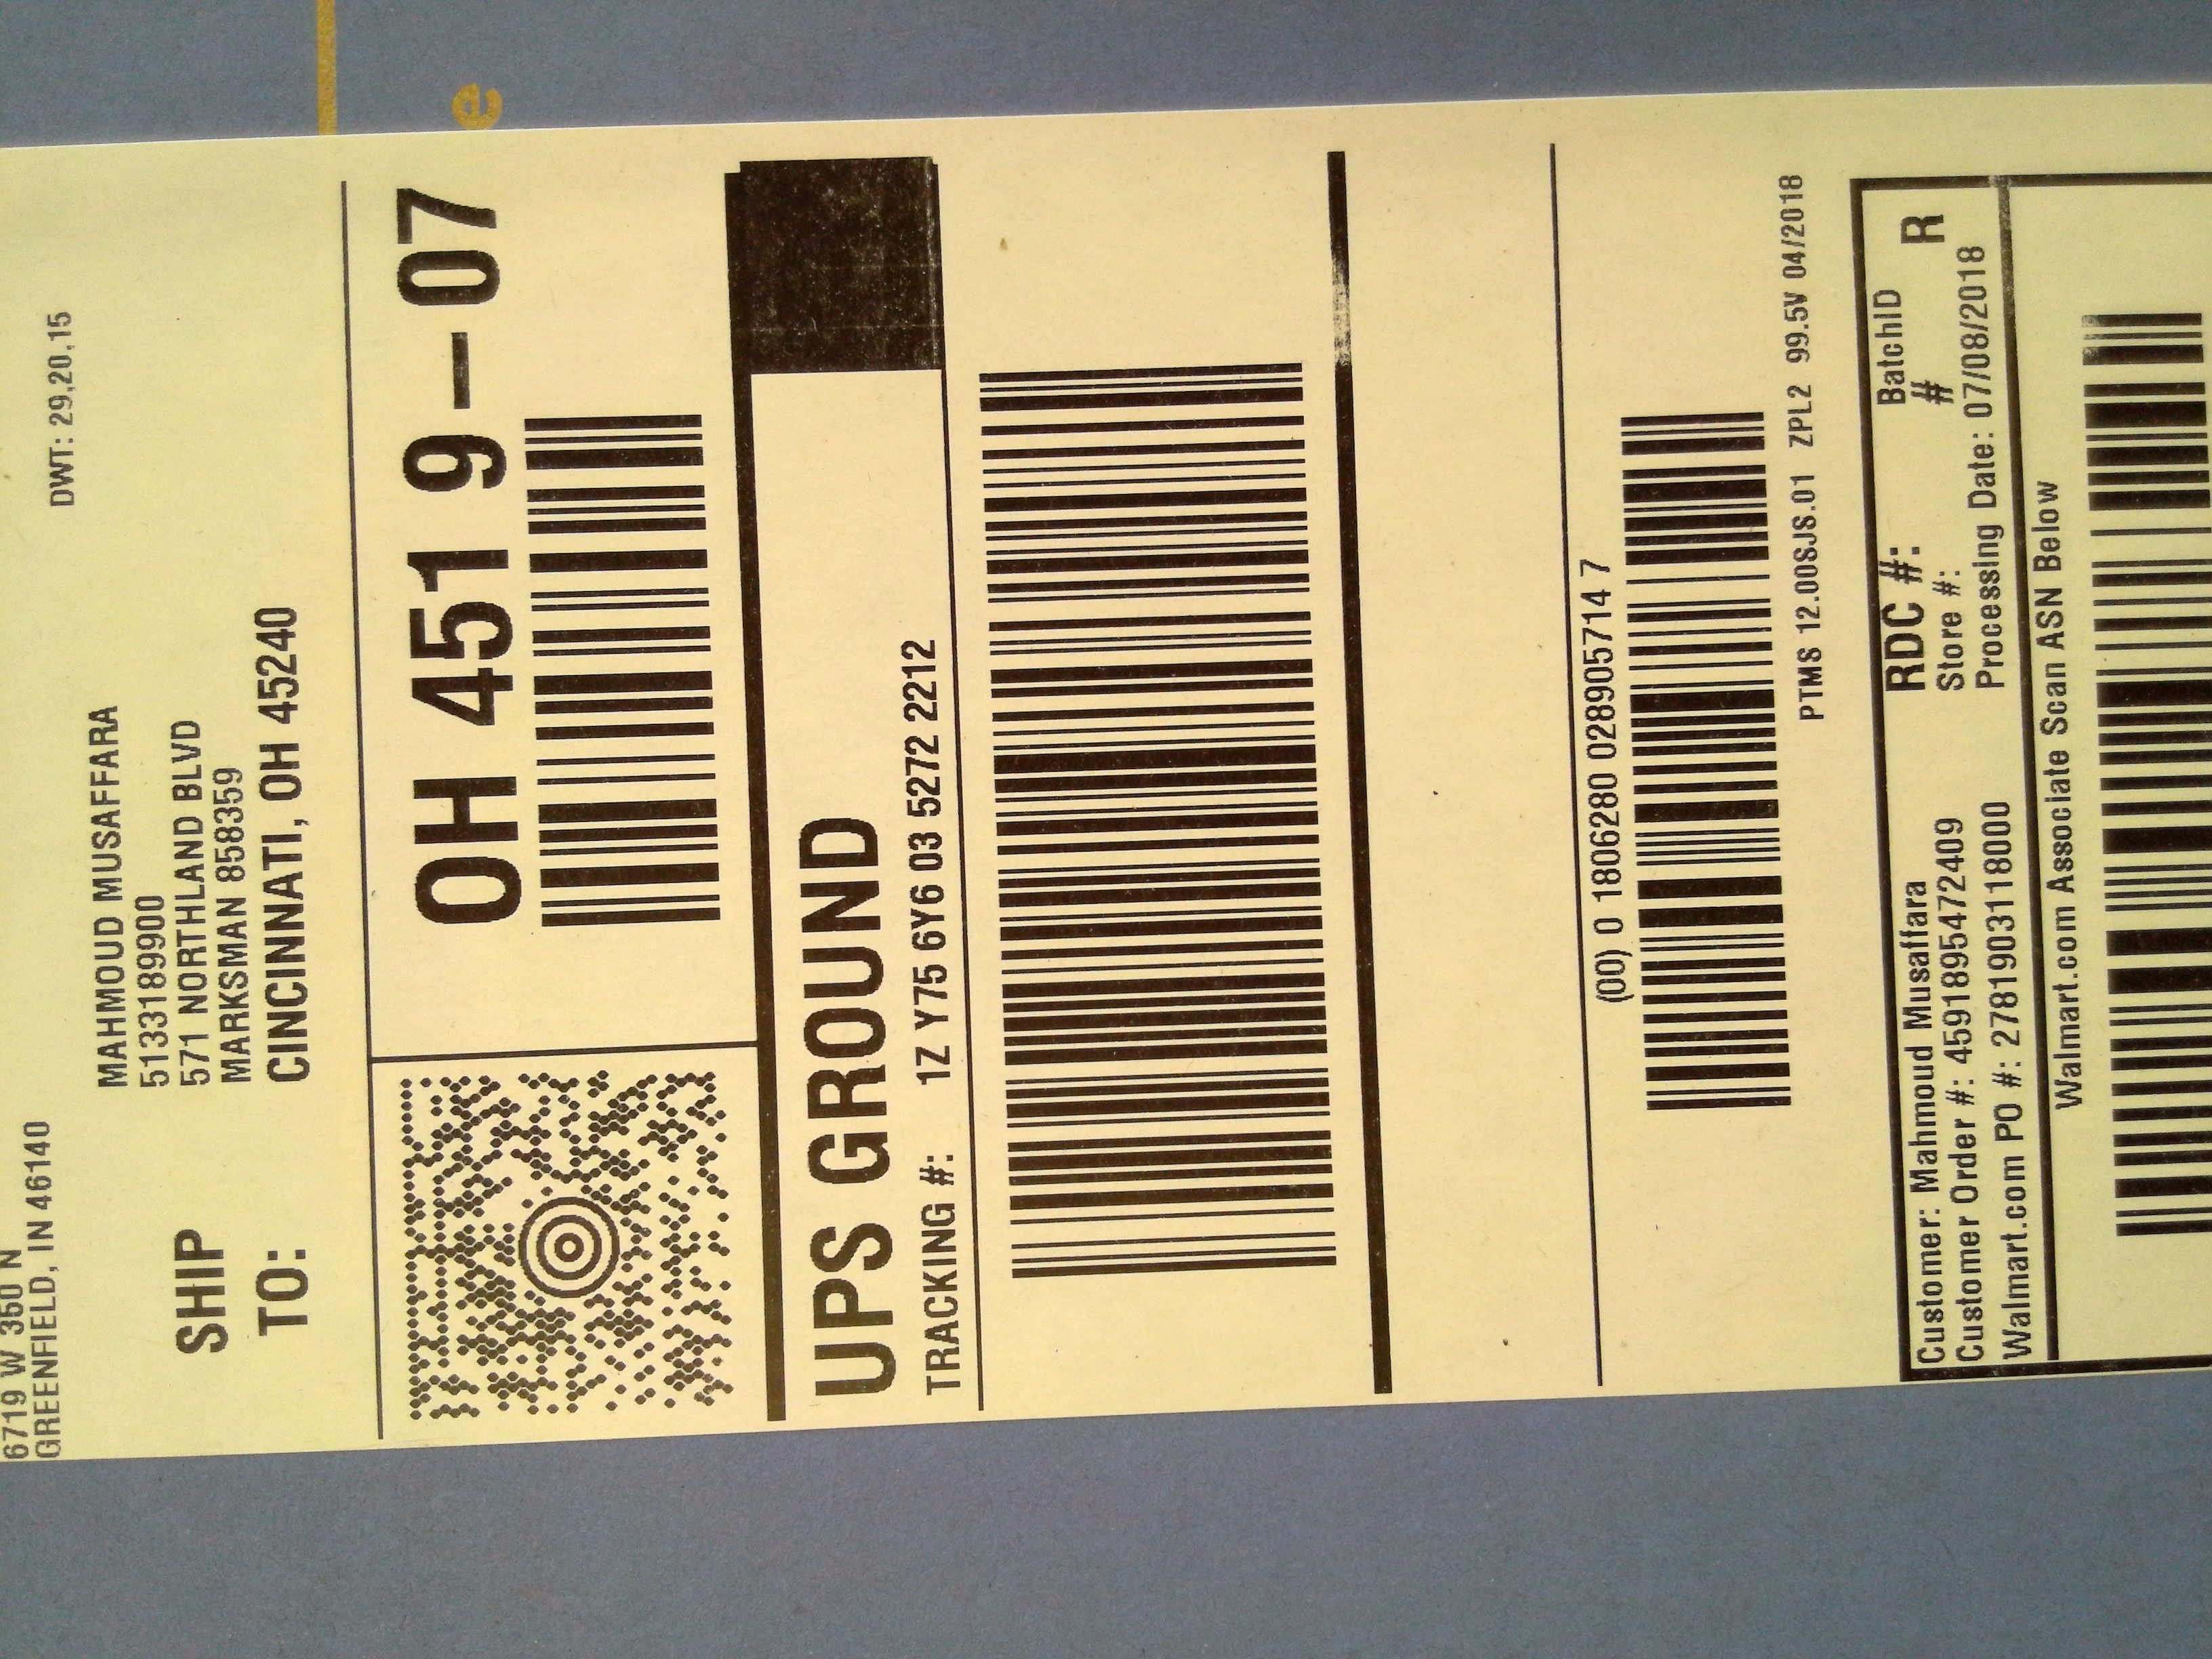 6719 W 350 N
GREENFIELD, IN 46140
DWT: 29,20,15
SHIP TO:
MAHMOUD MUSAFFARA
5133189900
571 NORTHLAND BLVD
MARKSMAN 8583359
CINCINNATI, OH 45240
OH 451 9-07
UPS GROUND
TRACKING #: 1Z Y75 6Y6 03 5272 2212
(00) 0 1806280 028905714 7
PTMS 12.00SJS.01 ZPL2 99.5V 04/2018
Customer: Mahmoud Musaffara
Customer Order #: 4591895472409
Walmart.com PO #: 2781903118000
RDC #:
Store #:
Processing Date: 07/08/2018
BatchID
#
R
Walmart.com Associate Scan ASN Below
e